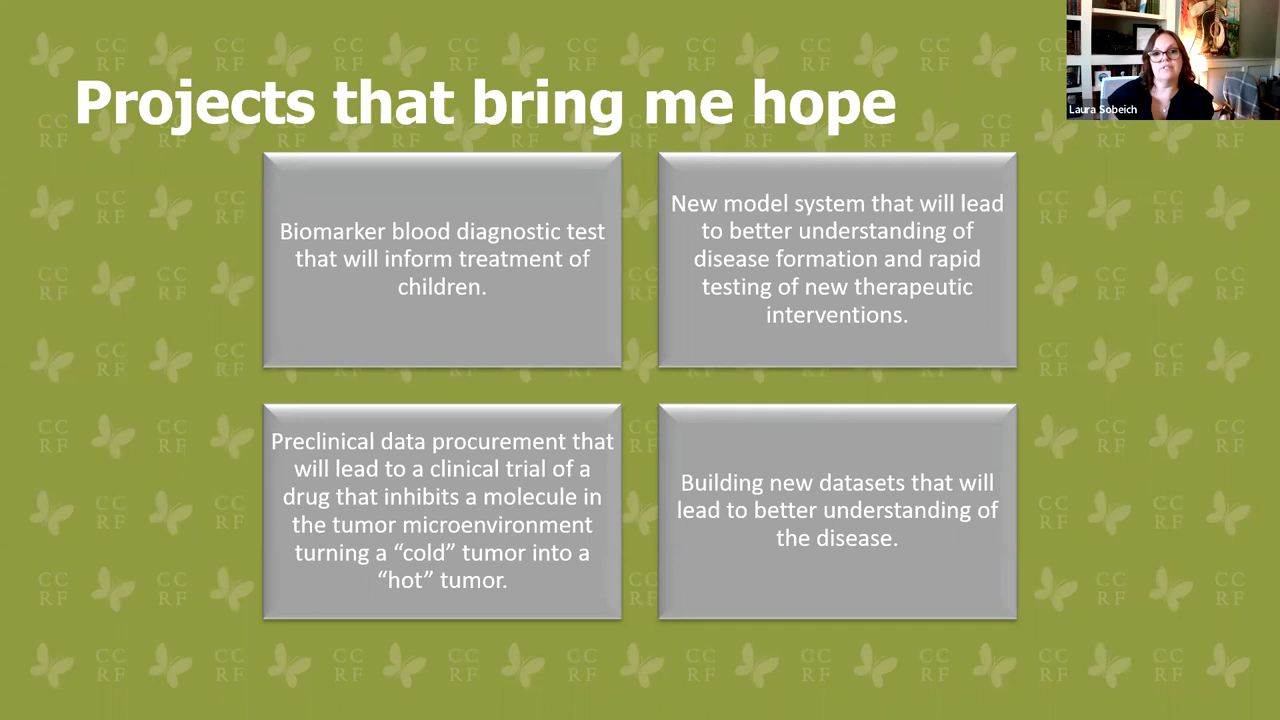 Projects that bring me hope
Laura Sobeich
Biomarker blood diagnostic test
that will inform treatment of
children.
New model system that will lead
to better understanding of
disease formation and rapid
testing of new therapeutic
interventions.
Preclinical data procurement that
will lead to a clinical trial of a
drug that inhibits a molecule in
the tumor microenvironment
turning a “cold” tumor into a
“hot” tumor.
Building new datasets that will
lead to better understanding of
the disease.
CC
RF